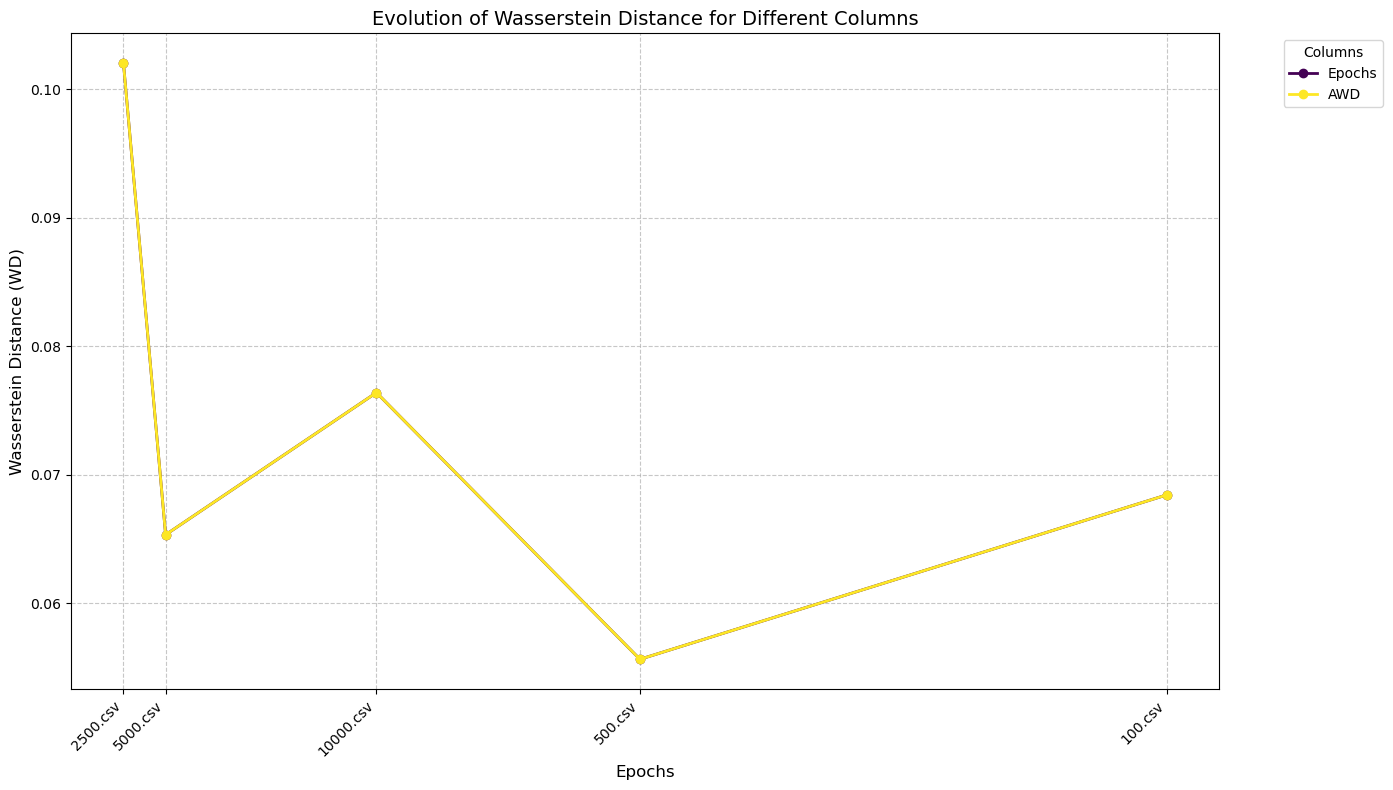 Evolution of Wasserstein Distance for Different Columns
Columns
Epochs
AWD
Wasserstein Distance (WD)
0.10
0.09
0.08
0.07
0.06
2500.csv
5000.csv
10000.csv
500.csv
100.csv
Epochs